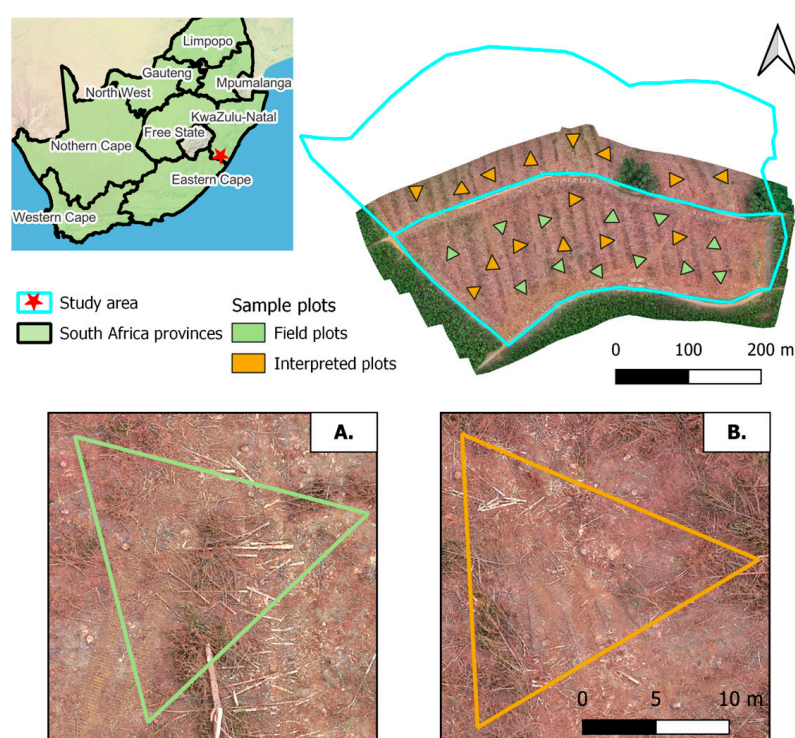 Limpopo
Gauteng
Mpumalanga
North West
KwaZulu-Natal
Free State
Nothern Cape
Eastern Cape
Western Cape
Study area
South Africa provinces
Sample plots
Field plots
Interpreted plots
0 100 200 m
A.
B.
0 5 10 m